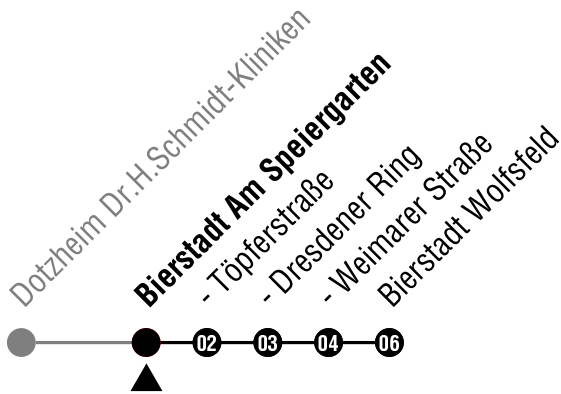 Dotzheim Dr.H.Schmidt-Kliniken
Bierstadt Am Speiergarten
- Töpferstraße
- Dresdener Ring
- Weimarer Straße
Bierstadt Wolfsfeld
02 03 04 06